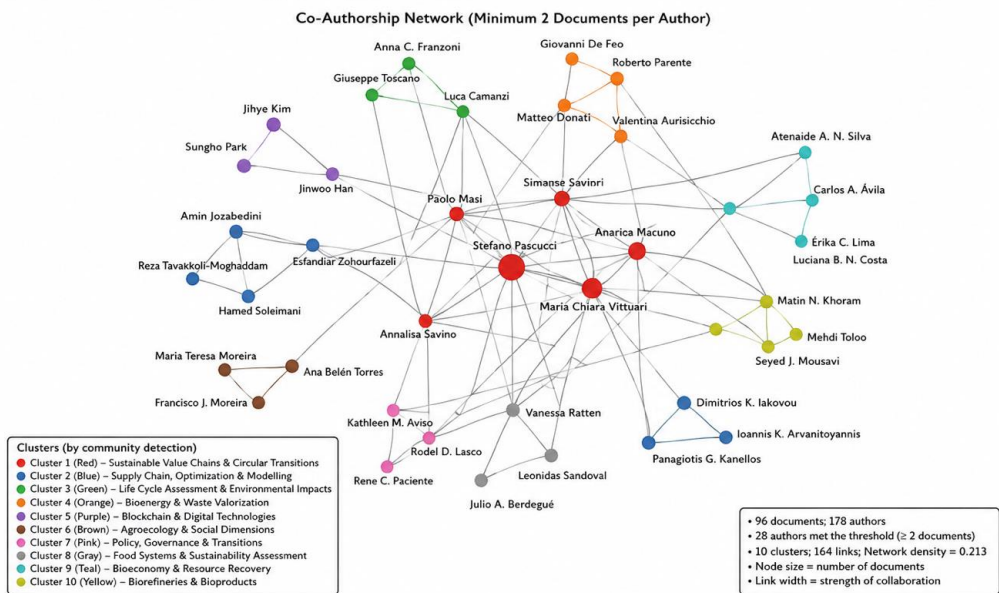 Co-Authorship Network (Minimum 2 Documents per Author)
Giovanni De Feo
Anna C. Franzoni
Roberto Parente
Giuseppe Toscano
Luca Camanzi
Jihye Kim
Matteo Donati
Valentina Aurisicchio
Atenaide A. N. Silva
Sungho Park
Jinwoo Han
Simanse Savinri
Carlos A. Ávila
Paolo Masi
Amin Jozabedini
Anarica Macuno
Érika C. Lima
Stefano Pascucci
Luciana B. N. Costa
Esfandiar Zohourfazeli
Reza Tavakkoli-Moghaddam
Matin N. Khoram
Hamed Soleimani
Maria Chiara Vittuari
Annalisa Savino
Mehdi Toloo
Seyed J. Mousavi
Maria Teresa Moreira
Ana Belén Torres
Francisco J. Moreira
Dimitrios K. Iakovou
Vanessa Ratten
Kathleen M. Aviso
Ioannis K. Arvanitoyannis
Rodel D. Lasco
Panagiotis G. Kanellos
Rene C. Paciente
Leonidas Sandoval
Julio A. Berdegué
Clusters (by community detection)
Cluster 1 (Red) – Sustainable Value Chains & Circular Transitions
Cluster 2 (Blue) – Supply Chain, Optimization & Modelling
Cluster 3 (Green) – Life Cycle Assessment & Environmental Impacts
Cluster 4 (Orange) – Bioenergy & Waste Valorization
Cluster 5 (Purple) – Blockchain & Digital Technologies
Cluster 6 (Brown) – Agroecology & Social Dimensions
Cluster 7 (Pink) – Policy, Governance & Transitions
Cluster 8 (Gray) – Food Systems & Sustainability Assessment
Cluster 9 (Teal) – Bioeconomy & Resource Recovery
Cluster 10 (Yellow) – Biorefineries & Bioproducts
• 96 documents; 178 authors
• 28 authors met the threshold (≥ 2 documents)
• 10 clusters; 164 links; Network density = 0.213
• Node size = number of documents
• Link width = strength of collaboration